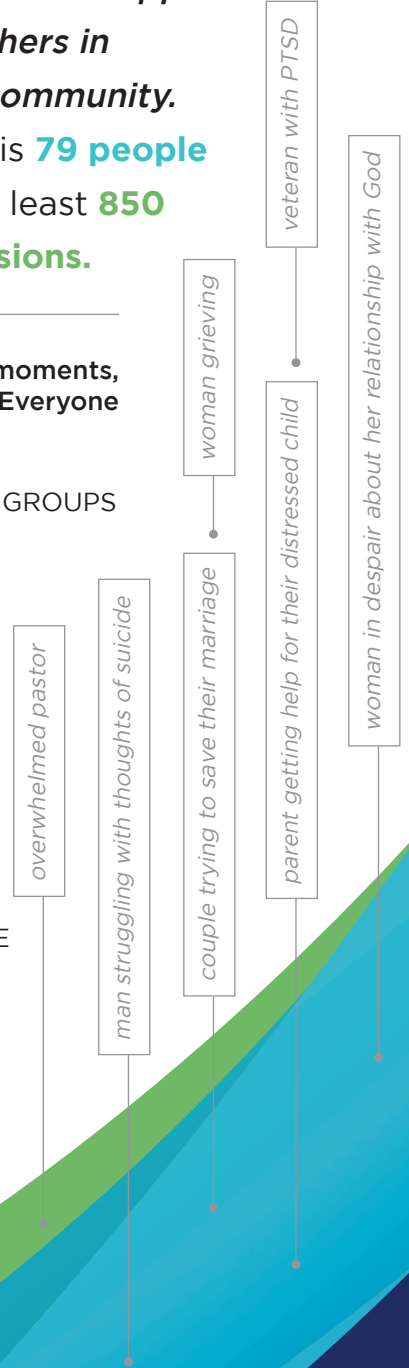 hers in
ommunity.
is 79 people
least 850
sions.
moments,
Everyone
GROUPS
E
overwhelmed pastor
man struggling with thoughts of suicide
woman grieving
couple trying to save their marriage
veteran with PTSD
parent getting help for their distressed child
woman in despair about her relationship with God